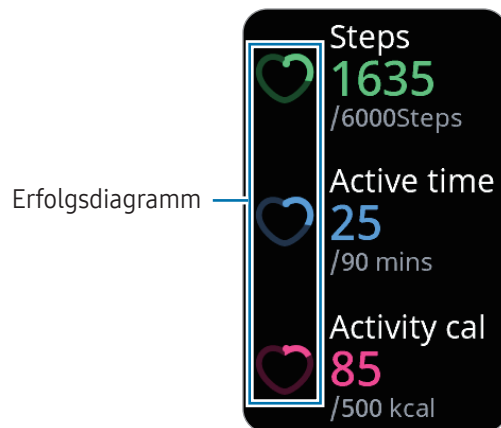 Steps
1635
/6000Steps
Erfolgsdiagramm
Active time
25
/90 mins
Activity cal
85
/500 kcal